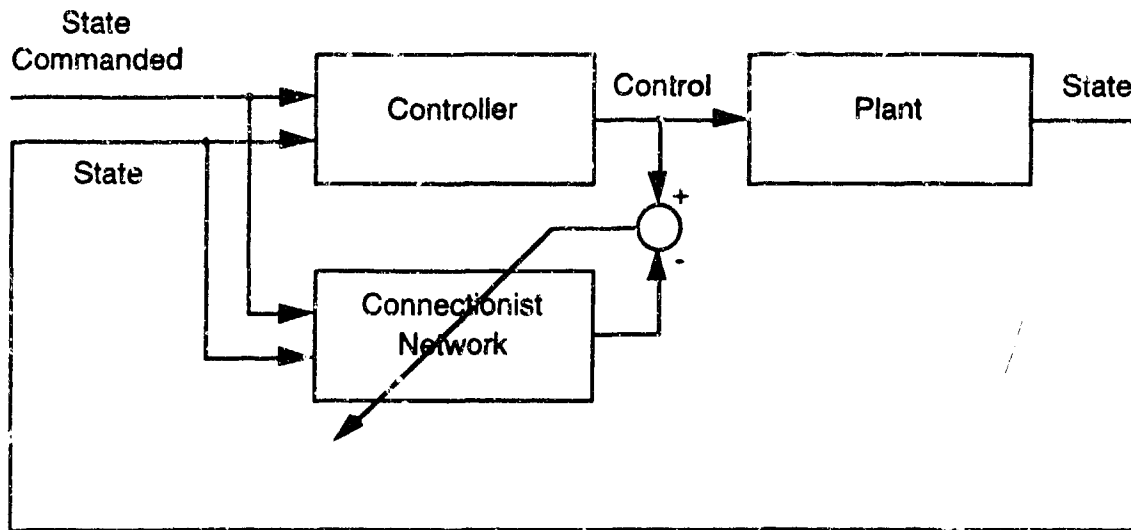 State
Commanded
Controller
Control
Plant
State
State
+
-
Connectionist
Network